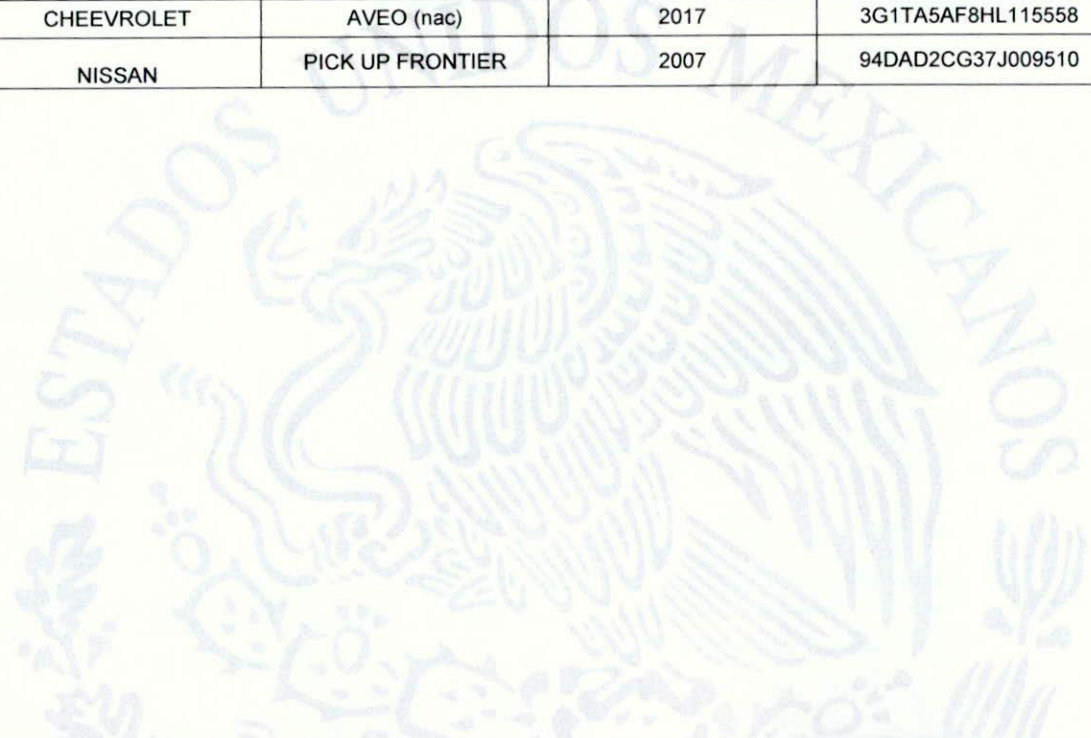 CHEEVROLET AVEO (nac) 2017 3G1TA5AF8HL115558
NISSAN PICK UP FRONTIER 2007 94DAD2CG37J009510
ESTADOS UNIDOS MEXICANOS